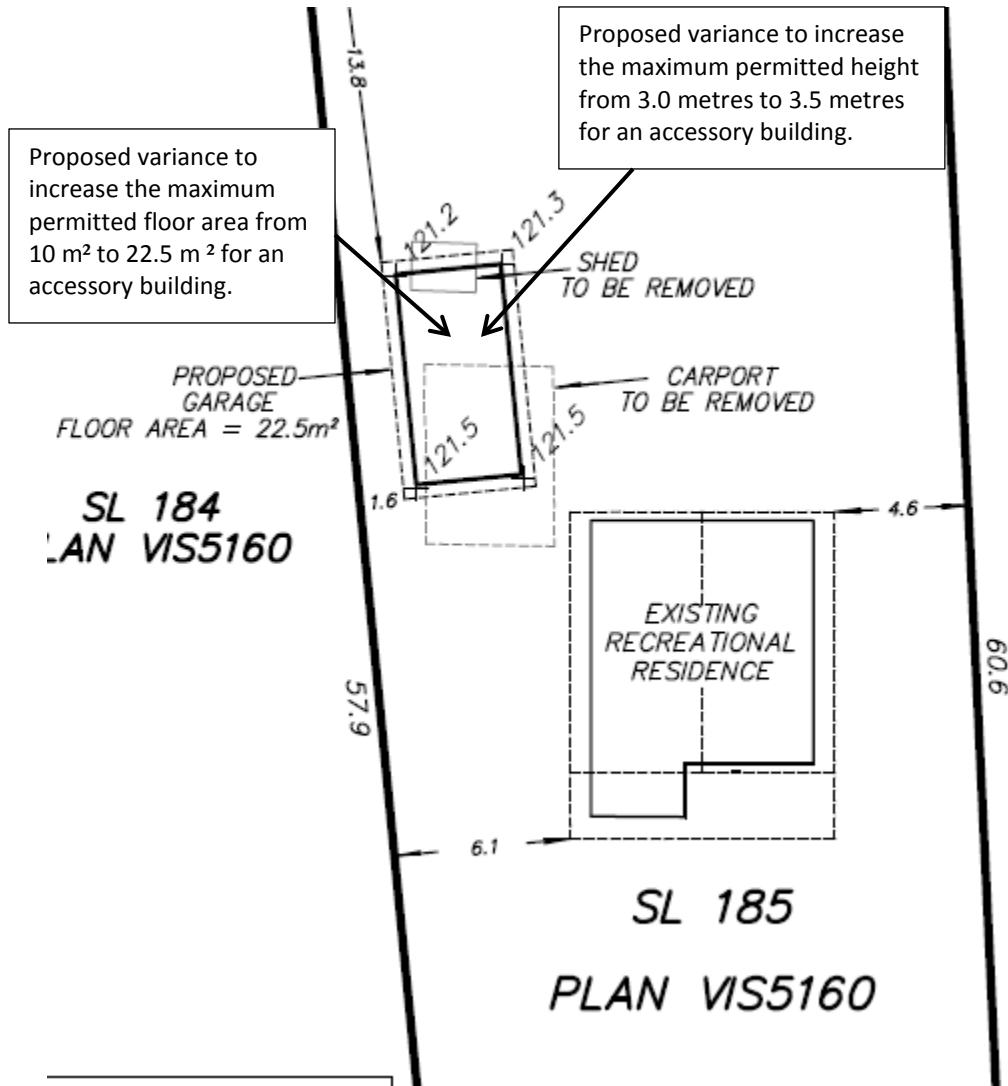 Proposed variance to increase
the maximum permitted height
from 3.0 metres to 3.5 metres
for an accessory building.
13.8
Proposed variance to
increase the maximum
permitted floor area from
10 m² to 22.5 m ² for an
accessory building.
121.2
121.3
SHED
TO BE REMOVED
PROPOSED
GARAGE
FLOOR AREA = 22.5m²
CARPORT
TO BE REMOVED
121.5
121.5
1.6
SL 184
LAN VIS5160
4.6
EXISTING
RECREATIONAL
RESIDENCE
57.9
60.6
6.1
SL 185
PLAN VIS5160